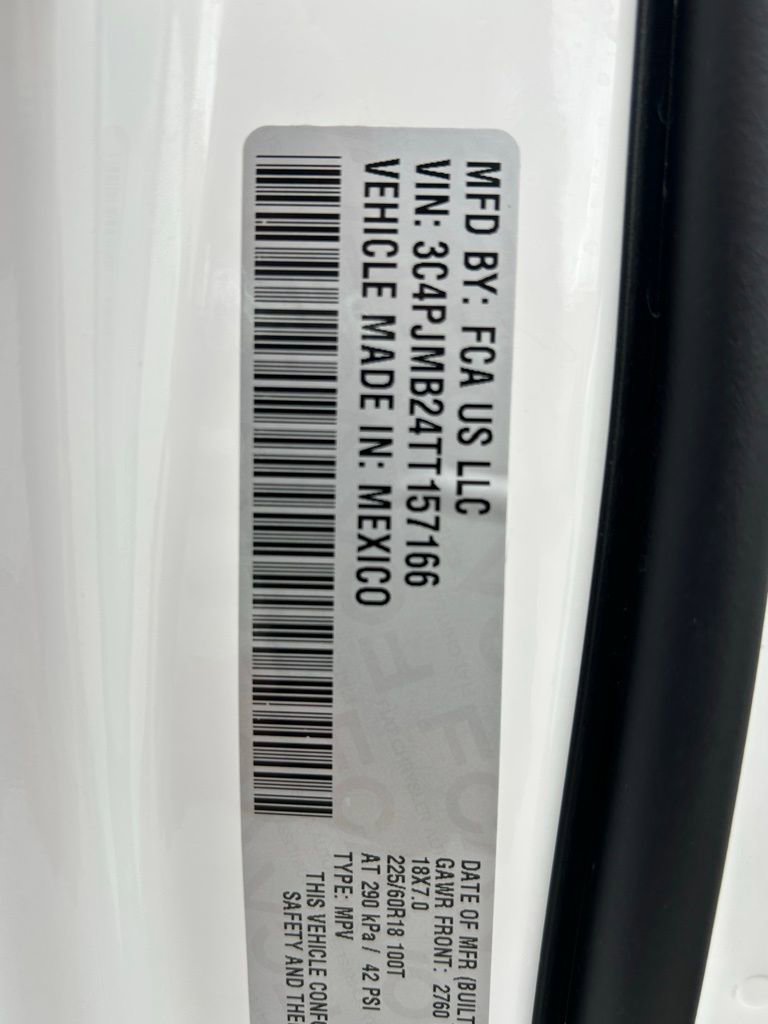 MFD BY: FCA US LLC
VIN: 3C4PJMB24TT157166
VEHICLE MADE IN: MEXICO
DATE OF MFR (BUILT
GAWR FRONT: 2760
18X7.0
225/60R18 100T
AT 290 kPa / 42 PSI
TYPE: MPV
THIS VEHICLE CONF
SAFETY AND THE